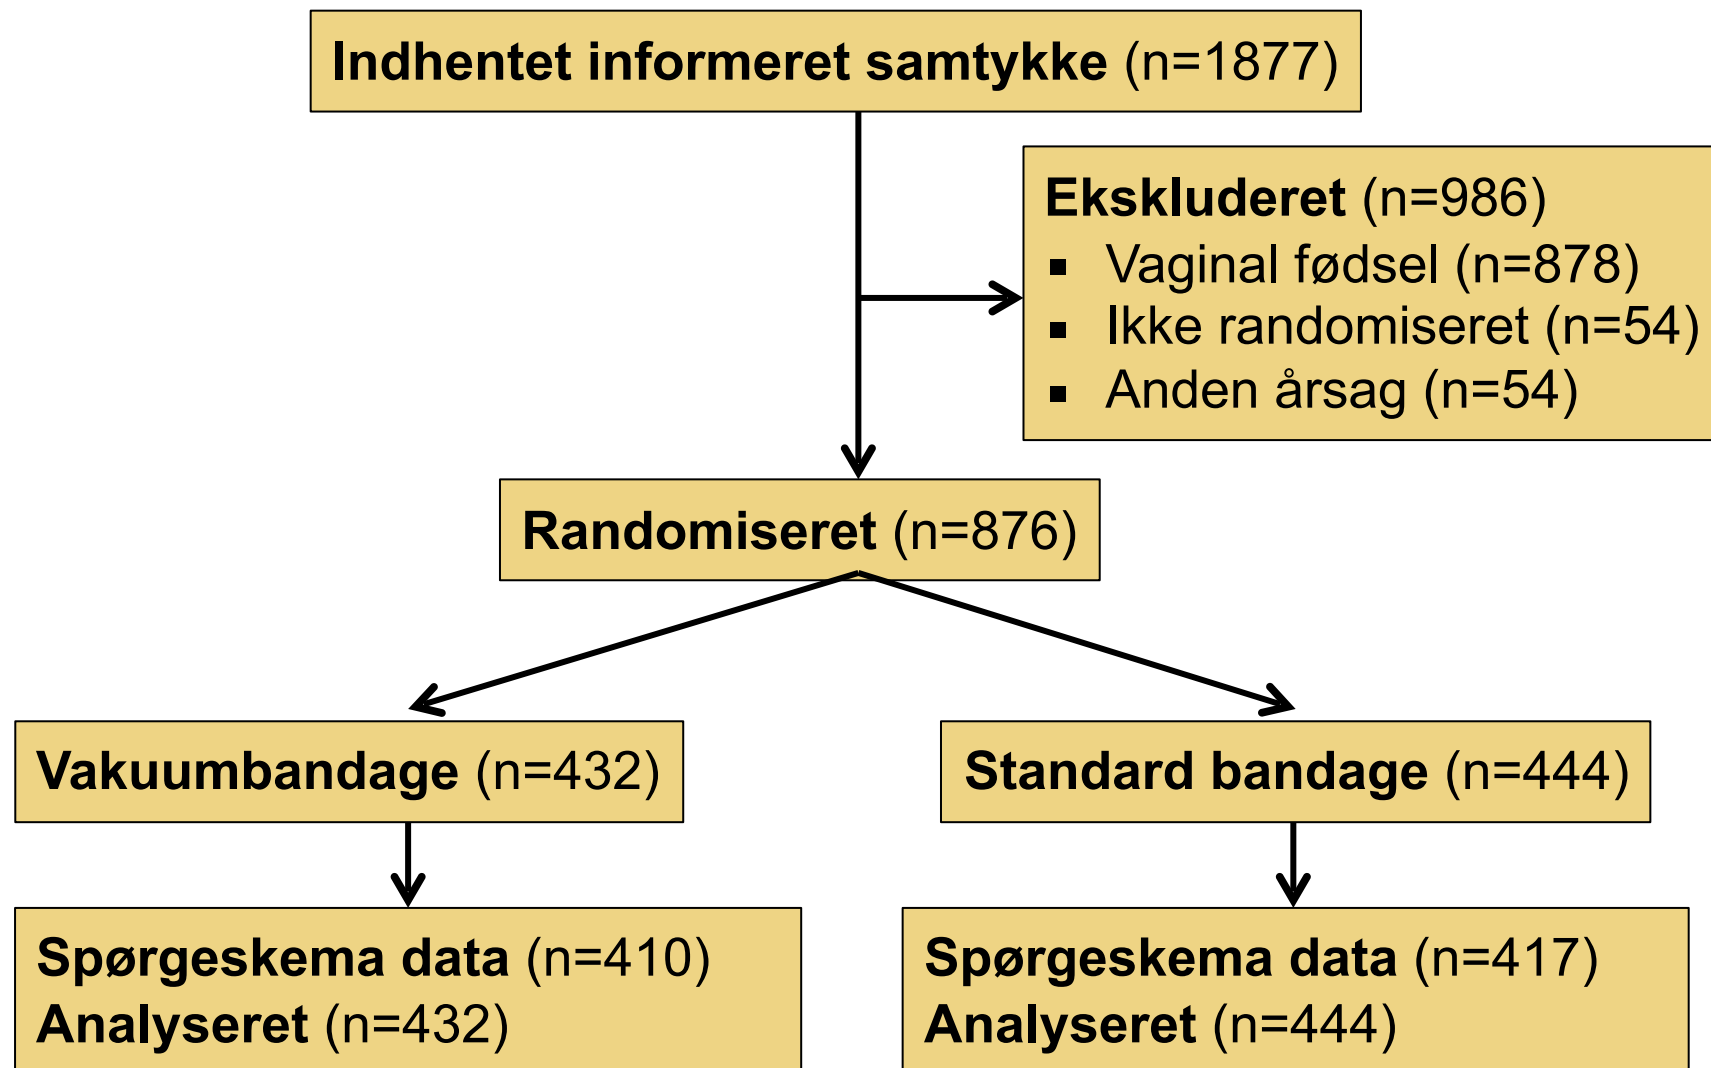 Indhentet informeret samtykke (n=1877)
Ekskluderet (n=986)
▪ Vaginal fødsel (n=878)
▪ Ikke randomiseret (n=54)
▪ Anden årsag (n=54)
Randomiseret (n=876)
Vakuumbandage (n=432)
Standard bandage (n=444)
Spørgeskema data (n=410)
Analyseret (n=432)
Spørgeskema data (n=417)
Analyseret (n=444)